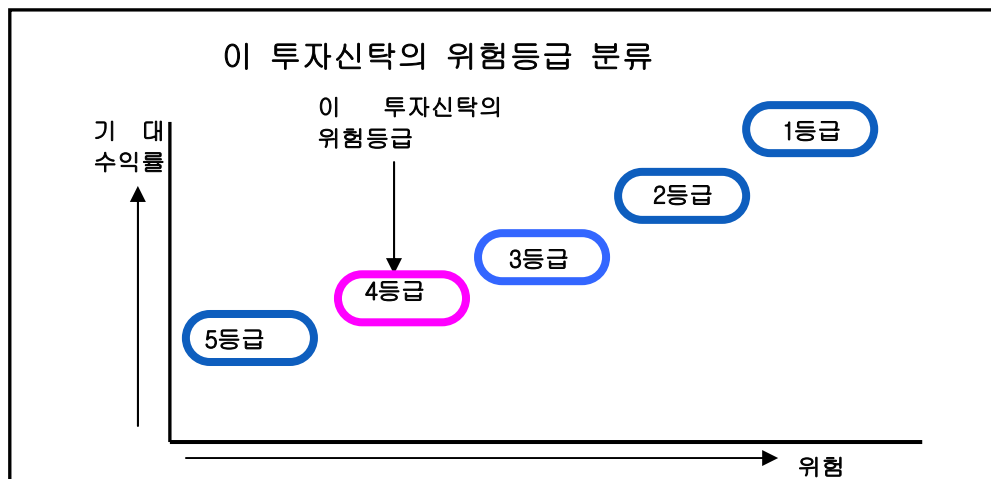 이 투자신탁의 위험등급 분류
이 투자신탁의
위험등급
기 대
수익률
1등급
2등급
3등급
4등급
5등급
위험